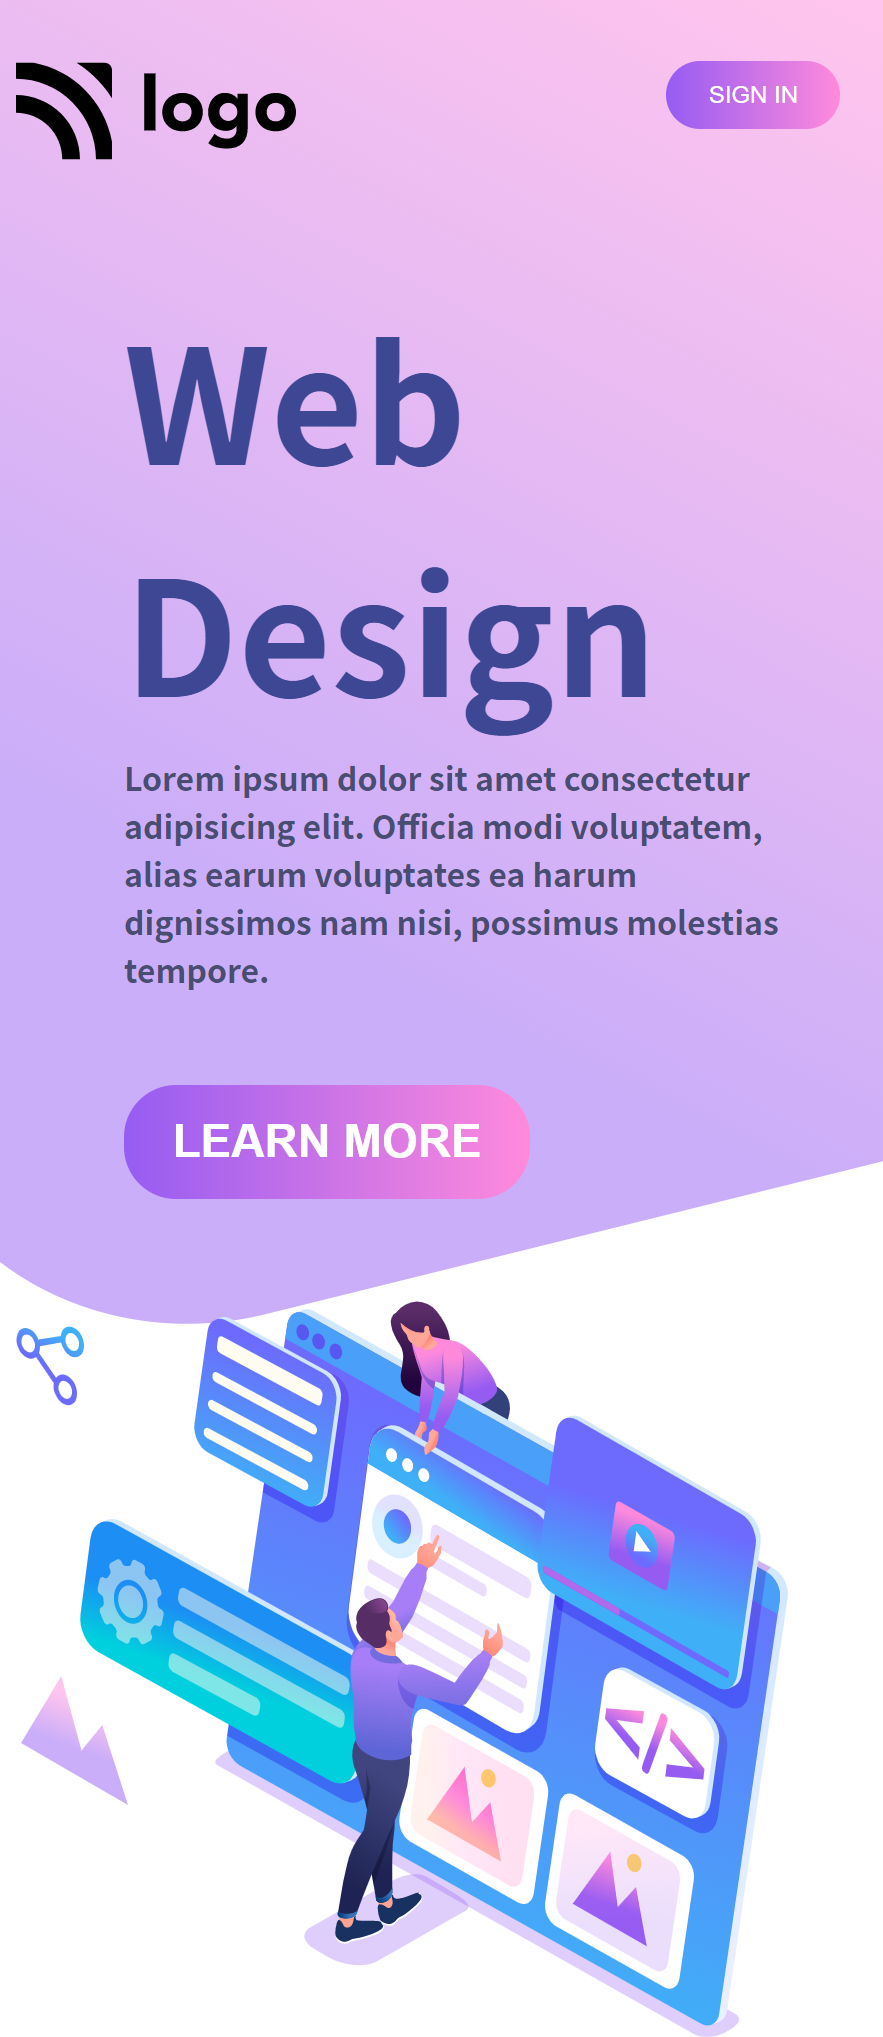 logo
SIGN IN
Web
Design
Lorem ipsum dolor sit amet consectetur
adipisicing elit. Officia modi voluptatem,
alias earum voluptates ea harum
dignissimos nam nisi, possimus molestias
tempore.
LEARN MORE
</>